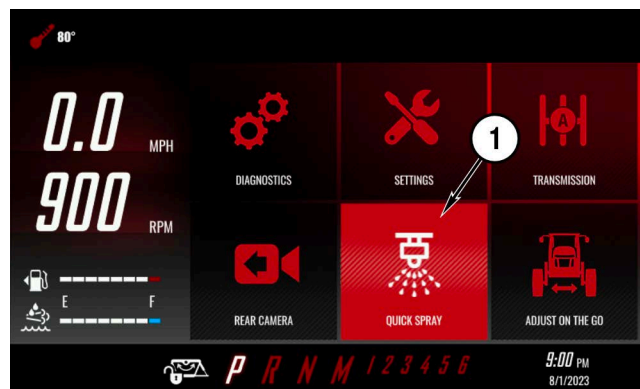 80°
0.0 MPH
900 RPM
E F
DIAGNOSTICS
SETTINGS
TRANSMISSION
A
1
REAR CAMERA
QUICK SPRAY
ADJUST ON THE GO
P R N M 1 2 3 4 5 6
9:00 PM
8/1/2023